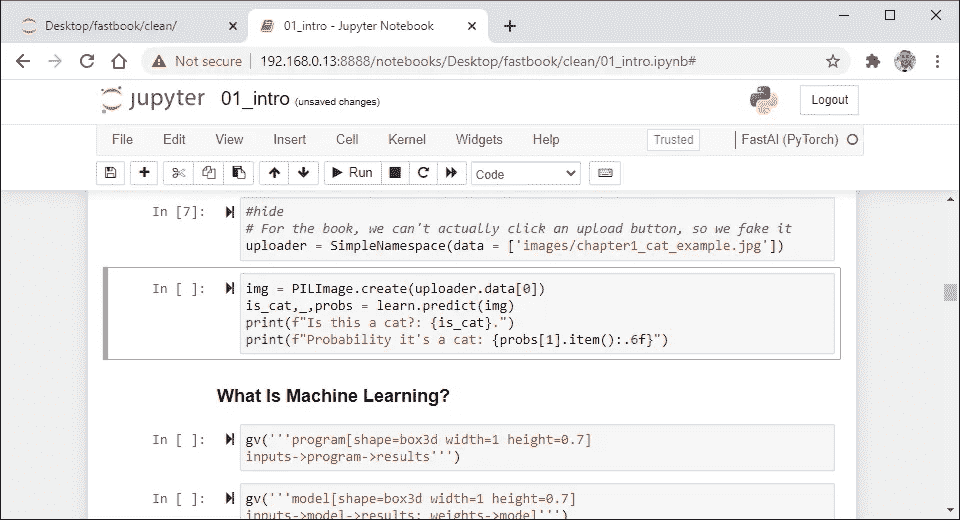 Desktop/fastbook/clean/
01_intro - Jupyter Notebook
Not secure | 192.168.0.13:8888/notebooks/Desktop/fastbook/clean/01_intro.ipynb#
jupyter 01_intro (unsaved changes)
Logout
File Edit View Insert Cell Kernel Widgets Help Trusted FastAI (PyTorch)
Run Code
In [7]: #hide
# For the book, we can't actually click an upload button, so we fake it
uploader = SimpleNamespace(data = ['images/chapter1_cat_example.jpg'])
In [ ]: img = PILImage.create(uploader.data[0])
is_cat,_,probs = learn.predict(img)
print(f"Is this a cat?: {is_cat}.")
print(f"Probability it's a cat: {probs[1].item():.6f}")
What Is Machine Learning?
In [ ]: gv('''program[shape=box3d width=1 height=0.7]
inputs->program->results''')
In [ ]: gv('''model[shape=box3d width=1 height=0.7]
inputs->model->results; weights->model''')